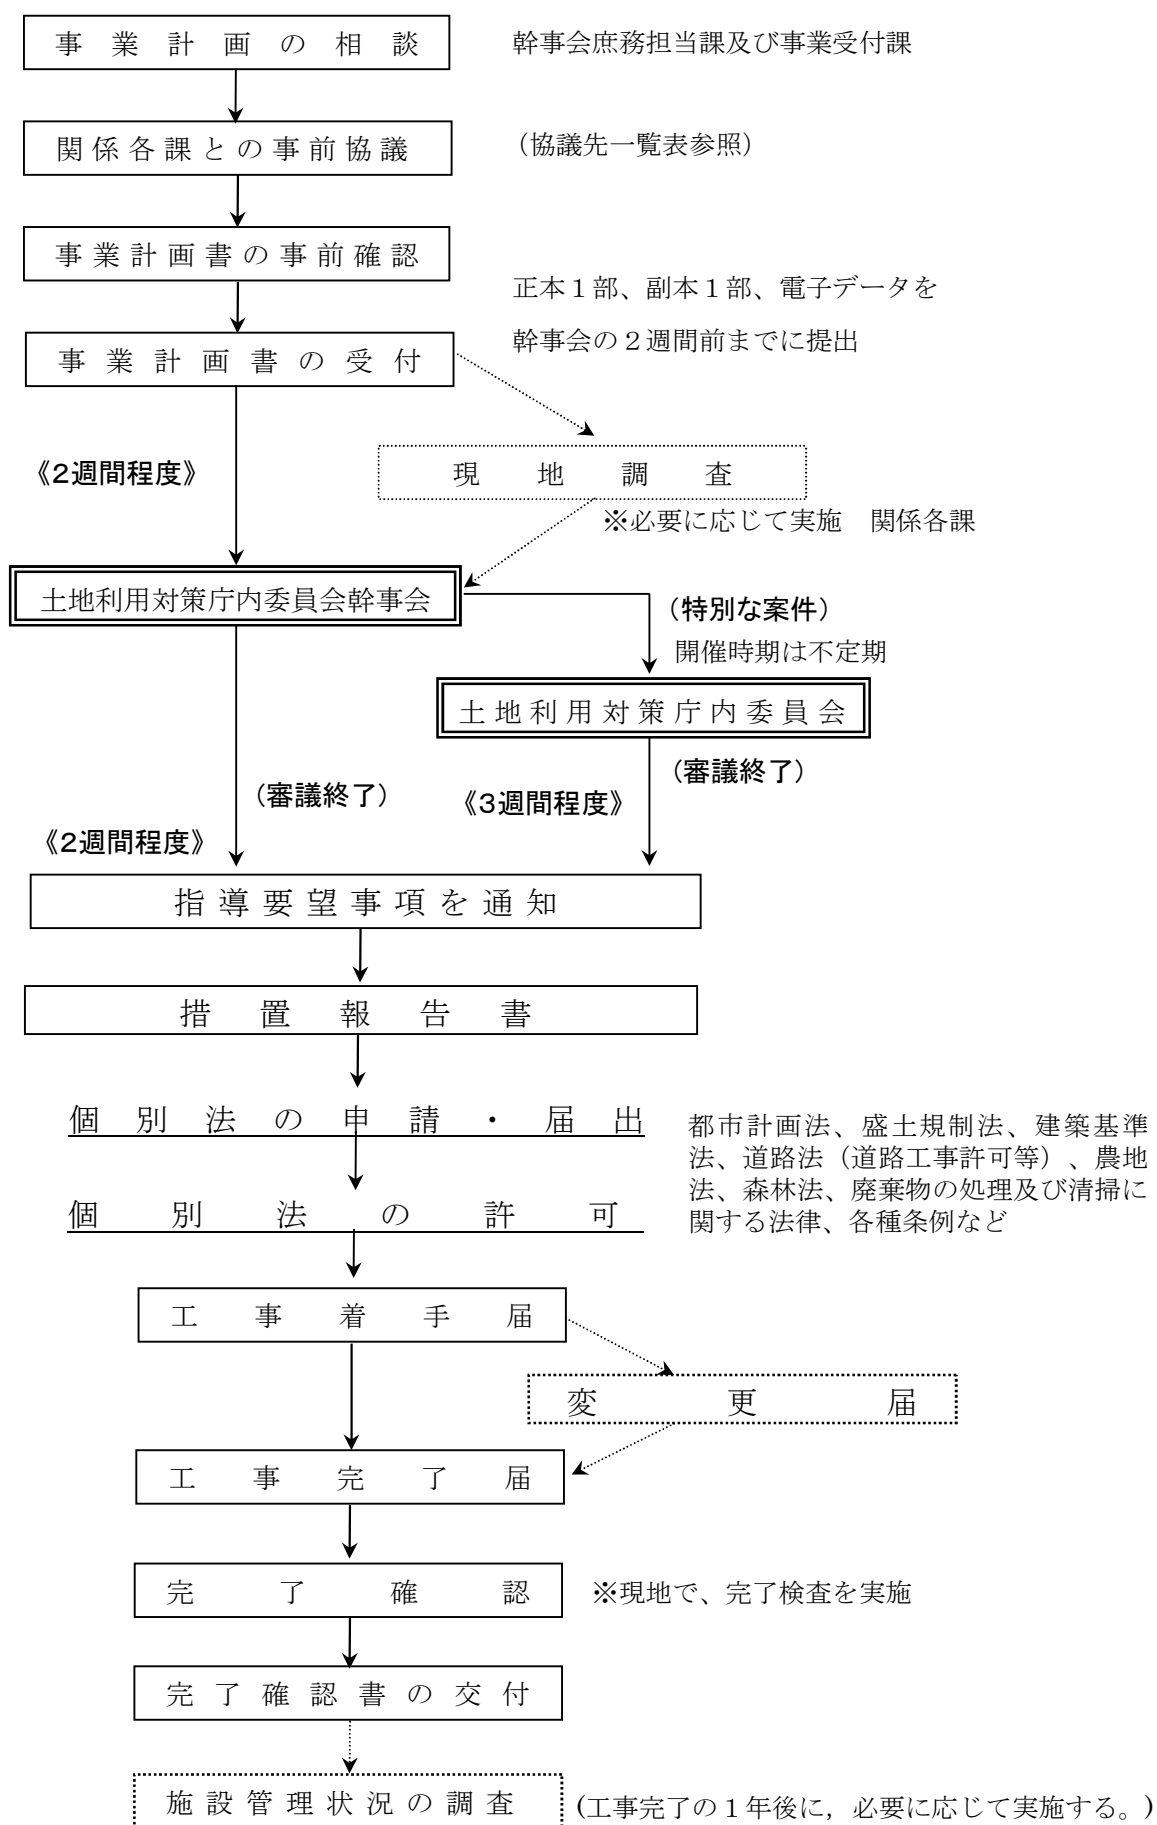 事業計画の相談
幹事会庶務担当課及び事業受付課
関係各課との事前協議
（協議先一覧表参照）
事業計画書の事前確認
正本１部、副本１部、電子データを
幹事会の２週間前までに提出
事業計画書の受付
《2週間程度》
現地調査
※必要に応じて実施　関係各課
土地利用対策庁内委員会幹事会
（特別な案件）
開催時期は不定期
土地利用対策庁内委員会
（審議終了）
（審議終了）
《3週間程度》
《2週間程度》
指導要望事項を通知
措置報告書
個別法の申請・届出
都市計画法、盛土規制法、建築基準
法、道路法（道路工事許可等）、農地
法、森林法、廃棄物の処理及び清掃に
関する法律、各種条例など
個別法の許可
工事着手届
変更届
工事完了届
完了確認
※現地で、完了検査を実施
完了確認書の交付
施設管理状況の調査
(工事完了の１年後に，必要に応じて実施する。)